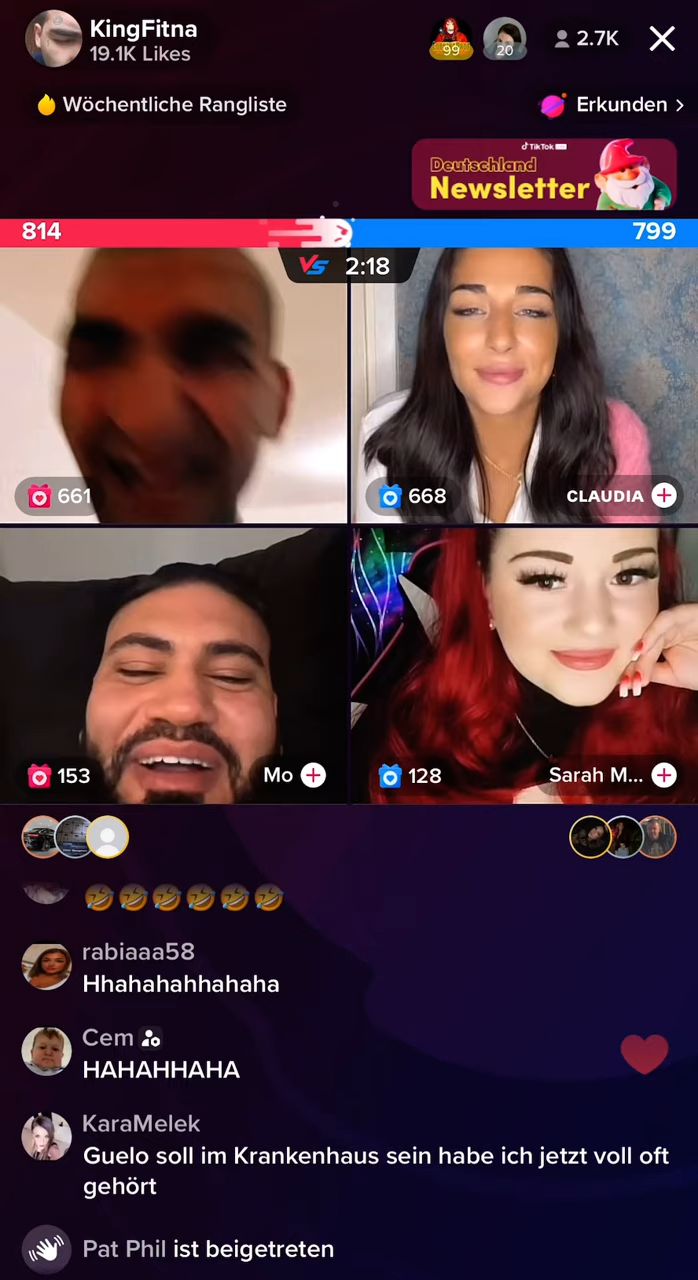 KingFitna
19.1K Likes
99
20
2.7K
Wöchentliche Rangliste
Erkunden >
TikTok
Deutschland
Newsletter
814
799
VS 2:18
661
668
CLAUDIA
153
Mo
128
Sarah M...
rabiaaa58
Hhahahahhahaha
Cem
HAHAHHAHA
KaraMelek
Guelo soll im Krankenhaus sein habe ich jetzt voll oft
gehört
Pat Phil ist beigetreten